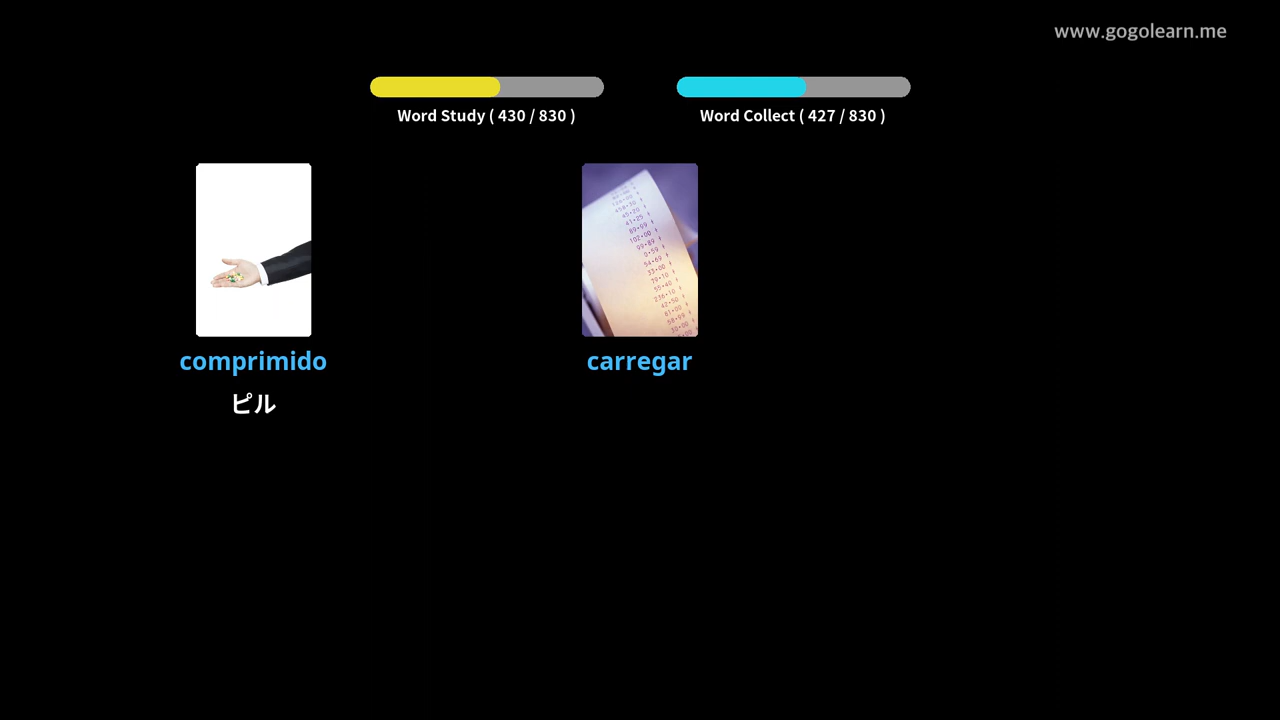 www.gogolearn.me
Word Study ( 430 / 830 )
Word Collect ( 427 / 830 )
comprimido
ピル
carregar